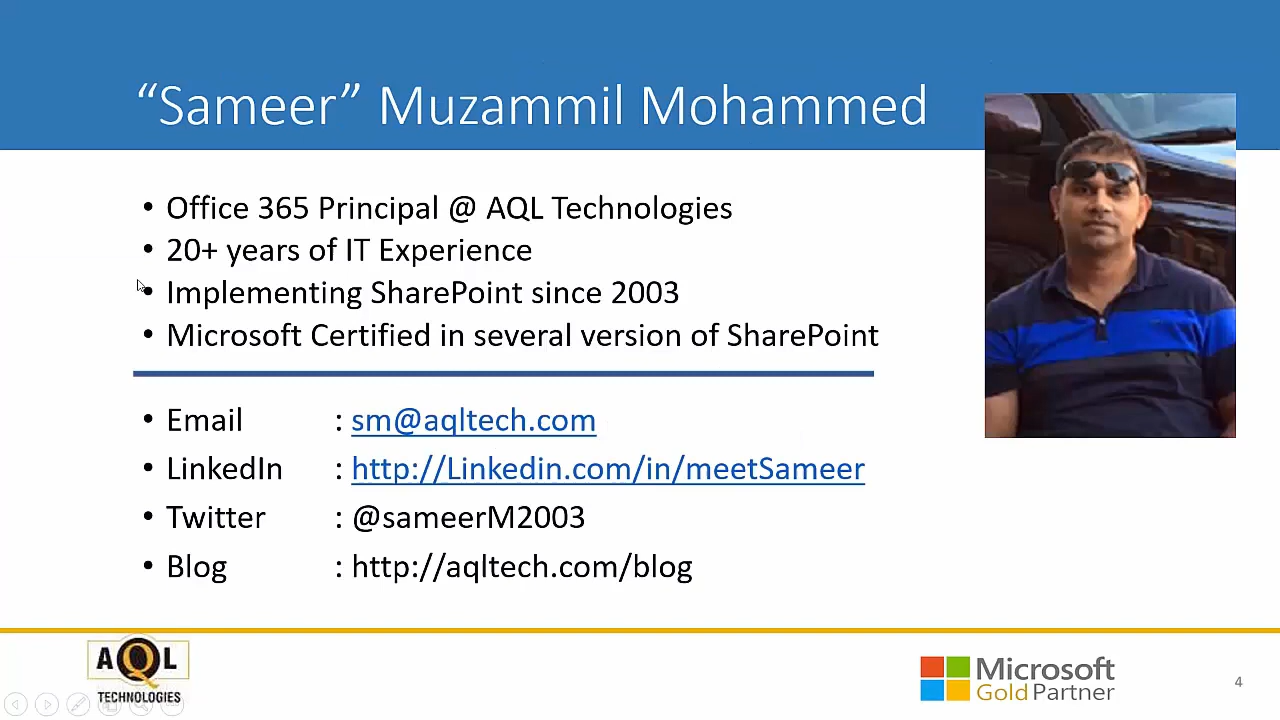 “Sameer” Muzammil Mohammed
• Office 365 Principal @ AQL Technologies
• 20+ years of IT Experience
• Implementing SharePoint since 2003
• Microsoft Certified in several version of SharePoint
• Email : sm@aqltech.com
• LinkedIn : http://Linkedin.com/in/meetSameer
• Twitter : @sameerM2003
• Blog : http://aqltech.com/blog
AQL
TECHNOLOGIES
Microsoft
Gold Partner
4